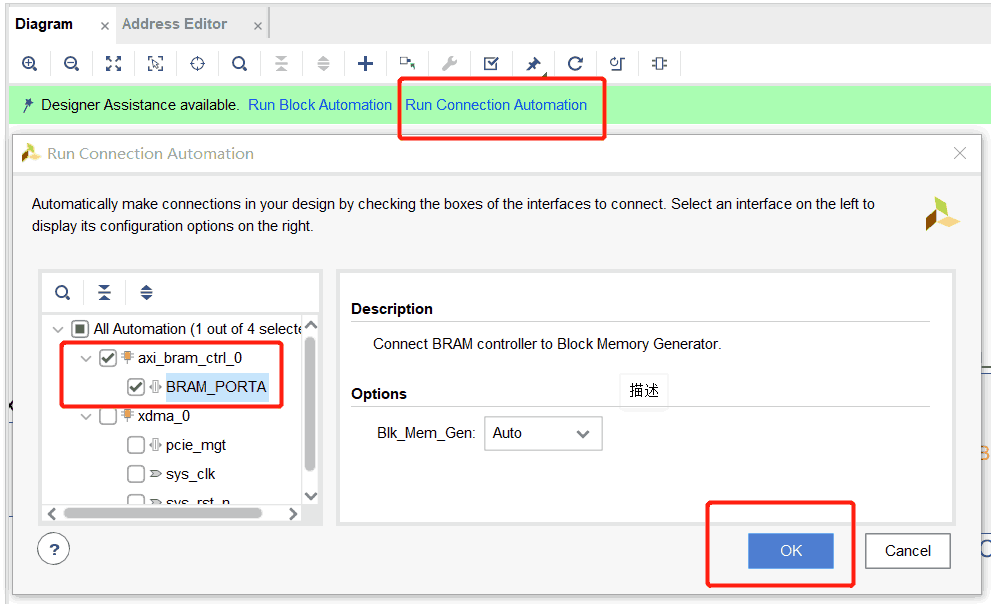 Diagram
Address Editor
Designer Assistance available. Run Block Automation Run Connection Automation
Run Connection Automation
Automatically make connections in your design by checking the boxes of the interfaces to connect. Select an interface on the left to
display its configuration options on the right.
All Automation (1 out of 4 selecte
axi_bram_ctrl_0
BRAM_PORTA
xdma_0
pcie_mgt
sys_clk
sys_rst_n
Description
Connect BRAM controller to Block Memory Generator.
Options
描述
Blk_Mem_Gen: Auto
?
OK
Cancel